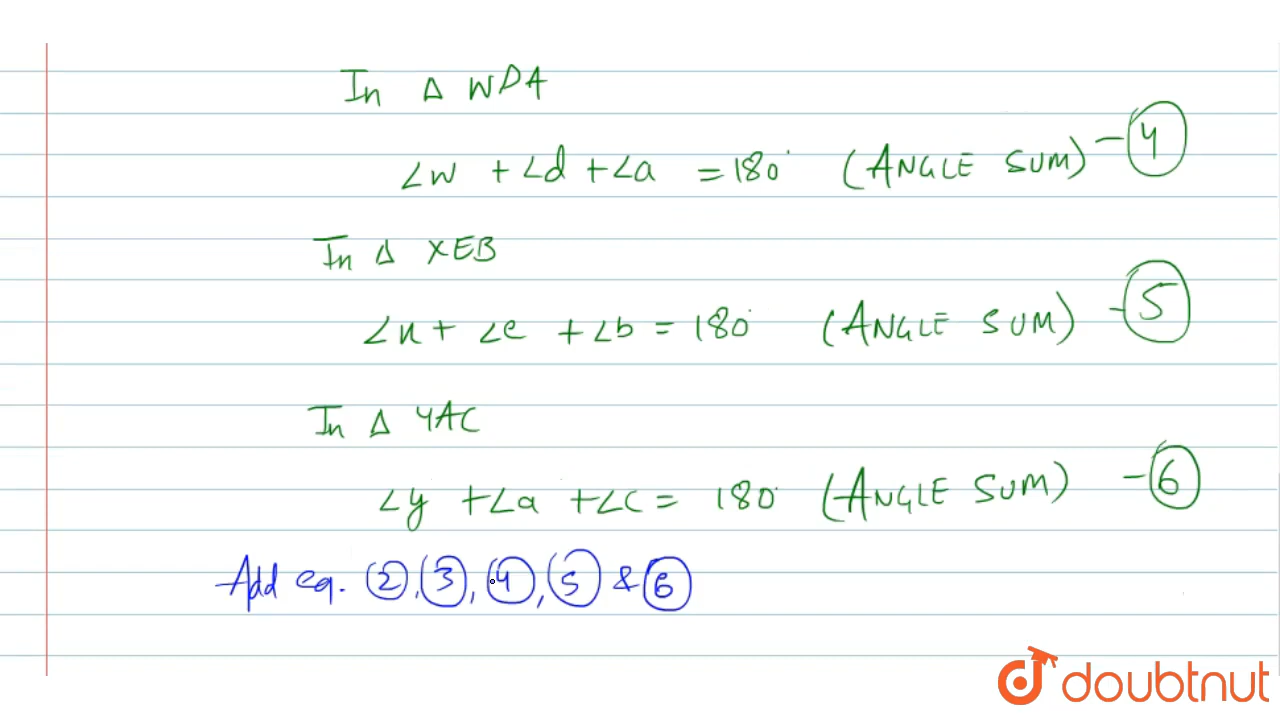 In Δ WDA
∠w + ∠d + ∠a = 180° (ANGLE SUM) - 4
In Δ XEB
∠x + ∠e + ∠b = 180° (ANGLE SUM) - 5
In Δ YAC
∠y + ∠a + ∠c = 180° (ANGLE SUM) - 6
Add eq. (2), (3), (4), (5) & (6)
doubtnut